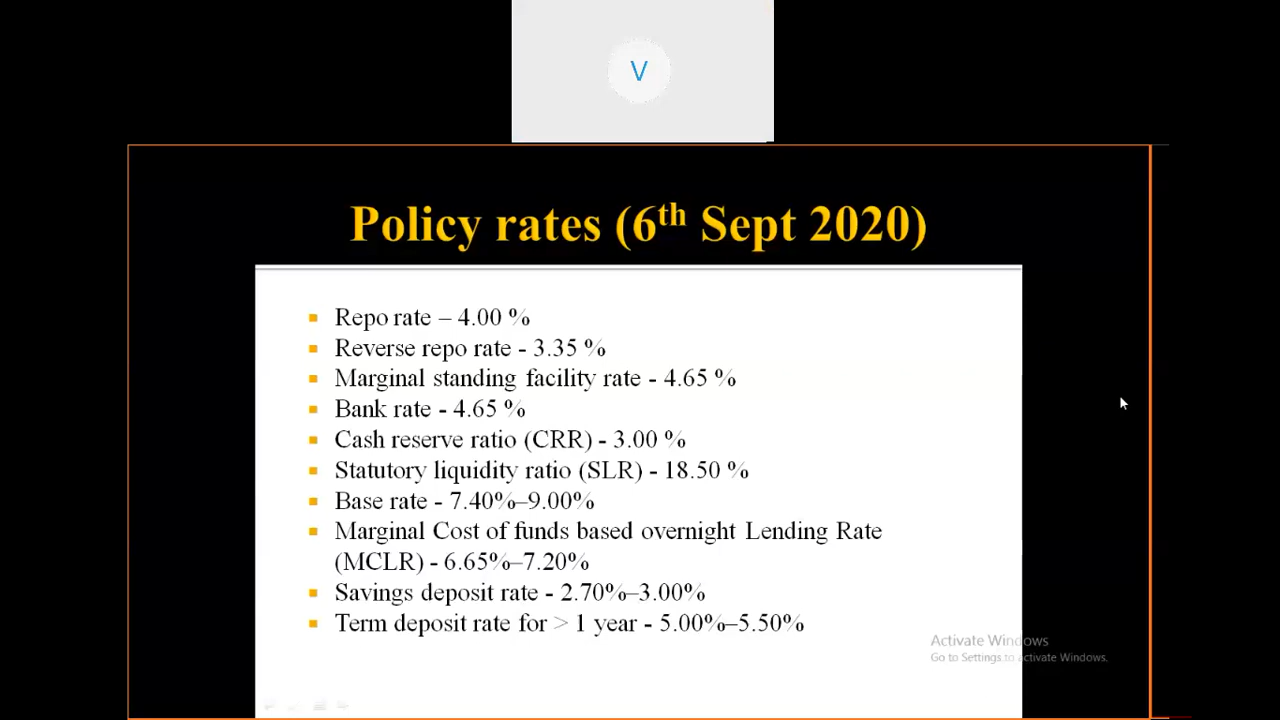 V
Policy rates (6th Sept 2020)
Repo rate – 4.00 %
Reverse repo rate - 3.35 %
Marginal standing facility rate - 4.65 %
Bank rate - 4.65 %
Cash reserve ratio (CRR) - 3.00 %
Statutory liquidity ratio (SLR) - 18.50 %
Base rate - 7.40%–9.00%
Marginal Cost of funds based overnight Lending Rate
(MCLR) - 6.65%–7.20%
Savings deposit rate - 2.70%–3.00%
Term deposit rate for > 1 year - 5.00%–5.50%
Activate Windows
Go to Settings to activate Windows.